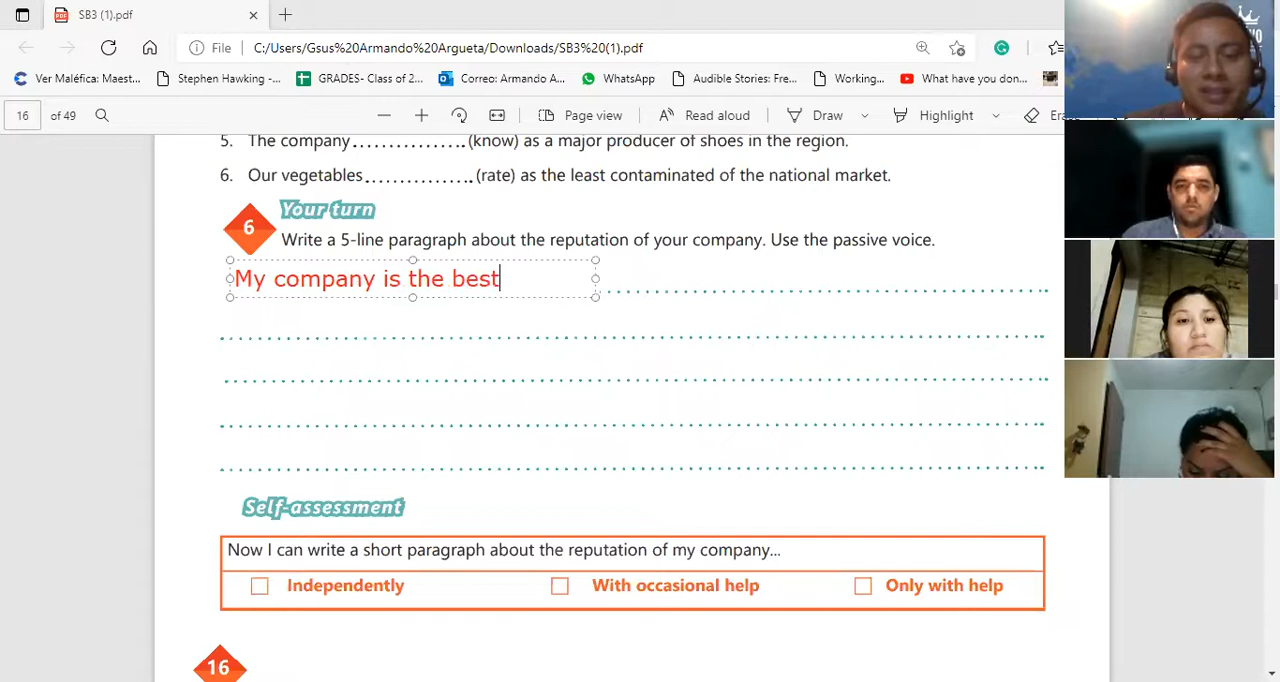 SB3 (1).pdf
File C:/Users/Gsus%20Armando%20Argueta/Downloads/SB3%20(1).pdf
Ver Maléfica: Maest... Stephen Hawking -... GRADES- Class of 2... Correo: Armando A... WhatsApp Audible Stories: Fre... Working... What have you don...
16 of 49 Page view Read aloud Draw Highlight
5. The company................(know) as a major producer of shoes in the region.
6. Our vegetables................(rate) as the least contaminated of the national market.
Your turn
6
Write a 5-line paragraph about the reputation of your company. Use the passive voice.
My company is the best
Self-assessment
Now I can write a short paragraph about the reputation of my company...
Independently With occasional help Only with help
16